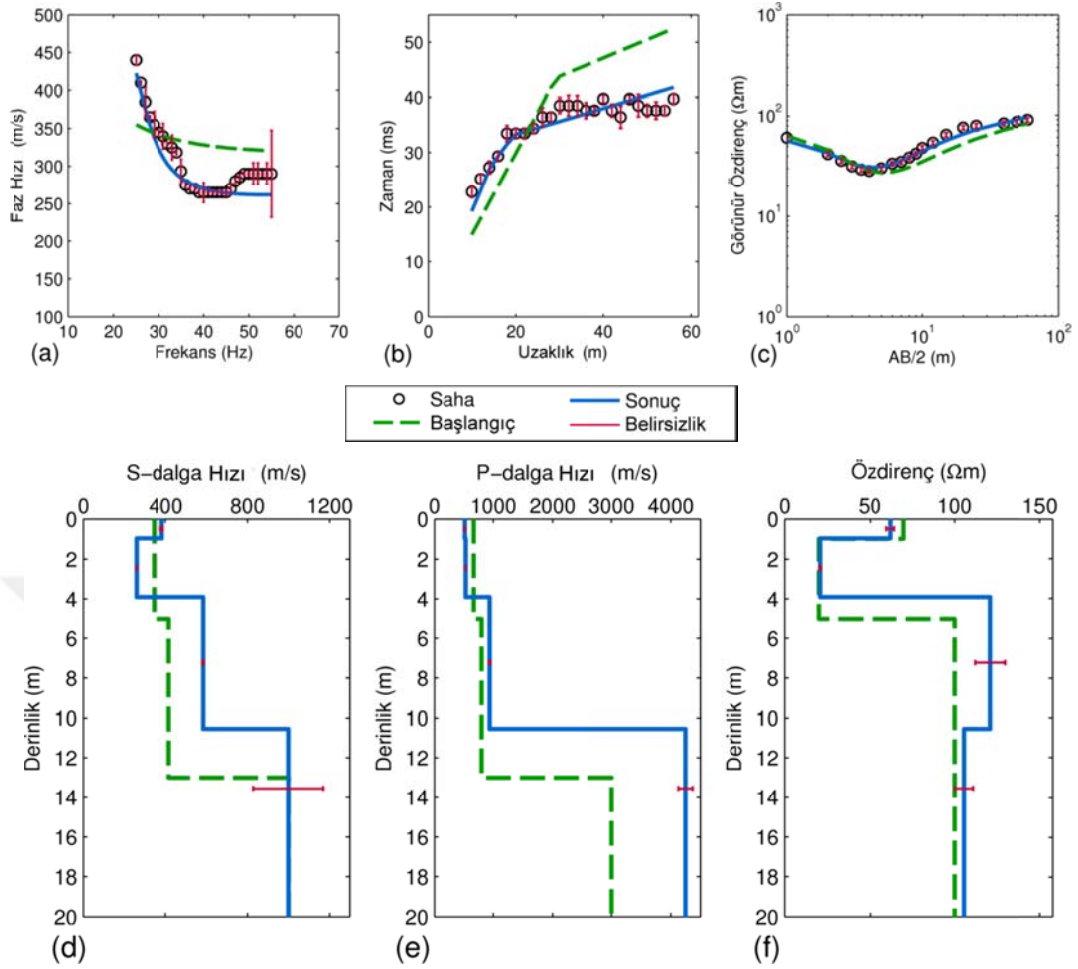 500
450
400
350
300
250
200
150
100
Faz Hızı (m/s)
10 20 30 40 50 60 70
Frekans (Hz)
(a)
50
40
30
20
10
0
Zaman (ms)
0 20 40 60
Uzaklık (m)
(b)
10³
10²
10¹
10⁰
Görünür Özdirenç (Ωm)
10⁰ 10¹ 10²
AB/2 (m)
(c)
Saha
Sonuç
Başlangıç
Belirsizlik
S-dalga Hızı (m/s)
0 400 800 1200
0
2
4
6
8
10
12
14
16
18
20
Derinlik (m)
(d)
P-dalga Hızı (m/s)
0 1000 2000 3000 4000
0
2
4
6
8
10
12
14
16
18
20
Derinlik (m)
(e)
Özdirenç (Ωm)
0 50 100 150
0
2
4
6
8
10
12
14
16
18
20
Derinlik (m)
(f)